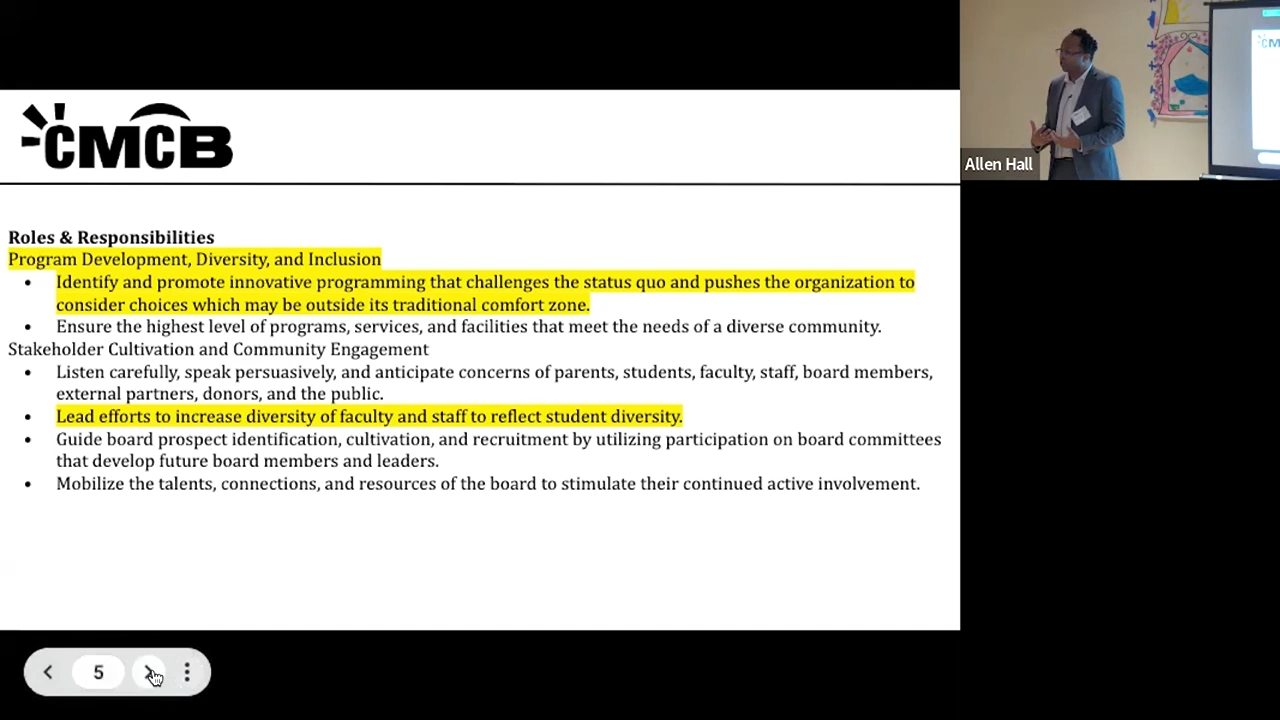 CMCB
Allen Hall
Roles & Responsibilities
Program Development, Diversity, and Inclusion
• Identify and promote innovative programming that challenges the status quo and pushes the organization to
consider choices which may be outside its traditional comfort zone.
• Ensure the highest level of programs, services, and facilities that meet the needs of a diverse community.
Stakeholder Cultivation and Community Engagement
• Listen carefully, speak persuasively, and anticipate concerns of parents, students, faculty, staff, board members,
external partners, donors, and the public.
• Lead efforts to increase diversity of faculty and staff to reflect student diversity.
• Guide board prospect identification, cultivation, and recruitment by utilizing participation on board committees
that develop future board members and leaders.
• Mobilize the talents, connections, and resources of the board to stimulate their continued active involvement.
5